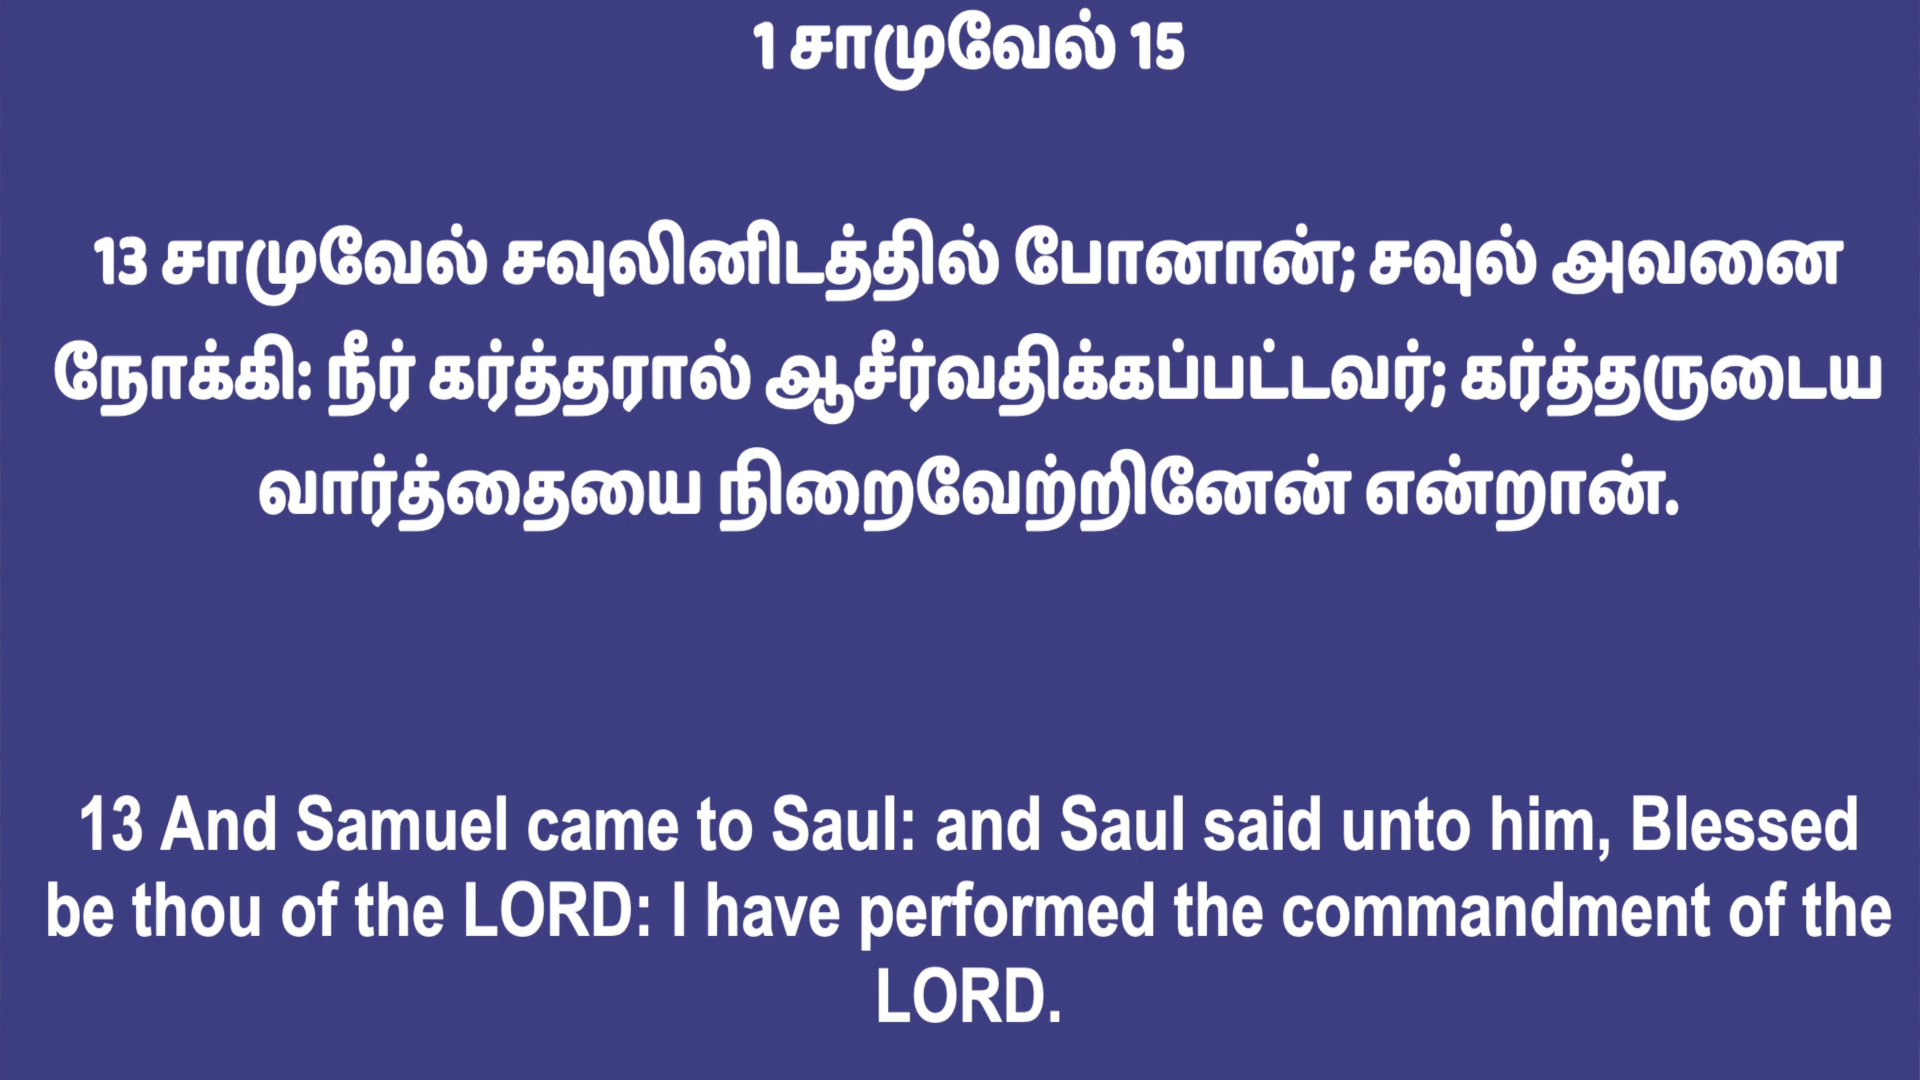 1 சாமுவேல் 15
13 சாமுவேல் சவுலினிடத்தில் போனான்; சவுல் அவனை
நோக்கி: நீர் கர்த்தரால் ஆசீர்வதிக்கப்பட்டவர்; கர்த்தருடைய
வார்த்தையை நிறைவேற்றினேன் என்றான்.
13 And Samuel came to Saul: and Saul said unto him, Blessed
be thou of the LORD: I have performed the commandment of the
LORD.